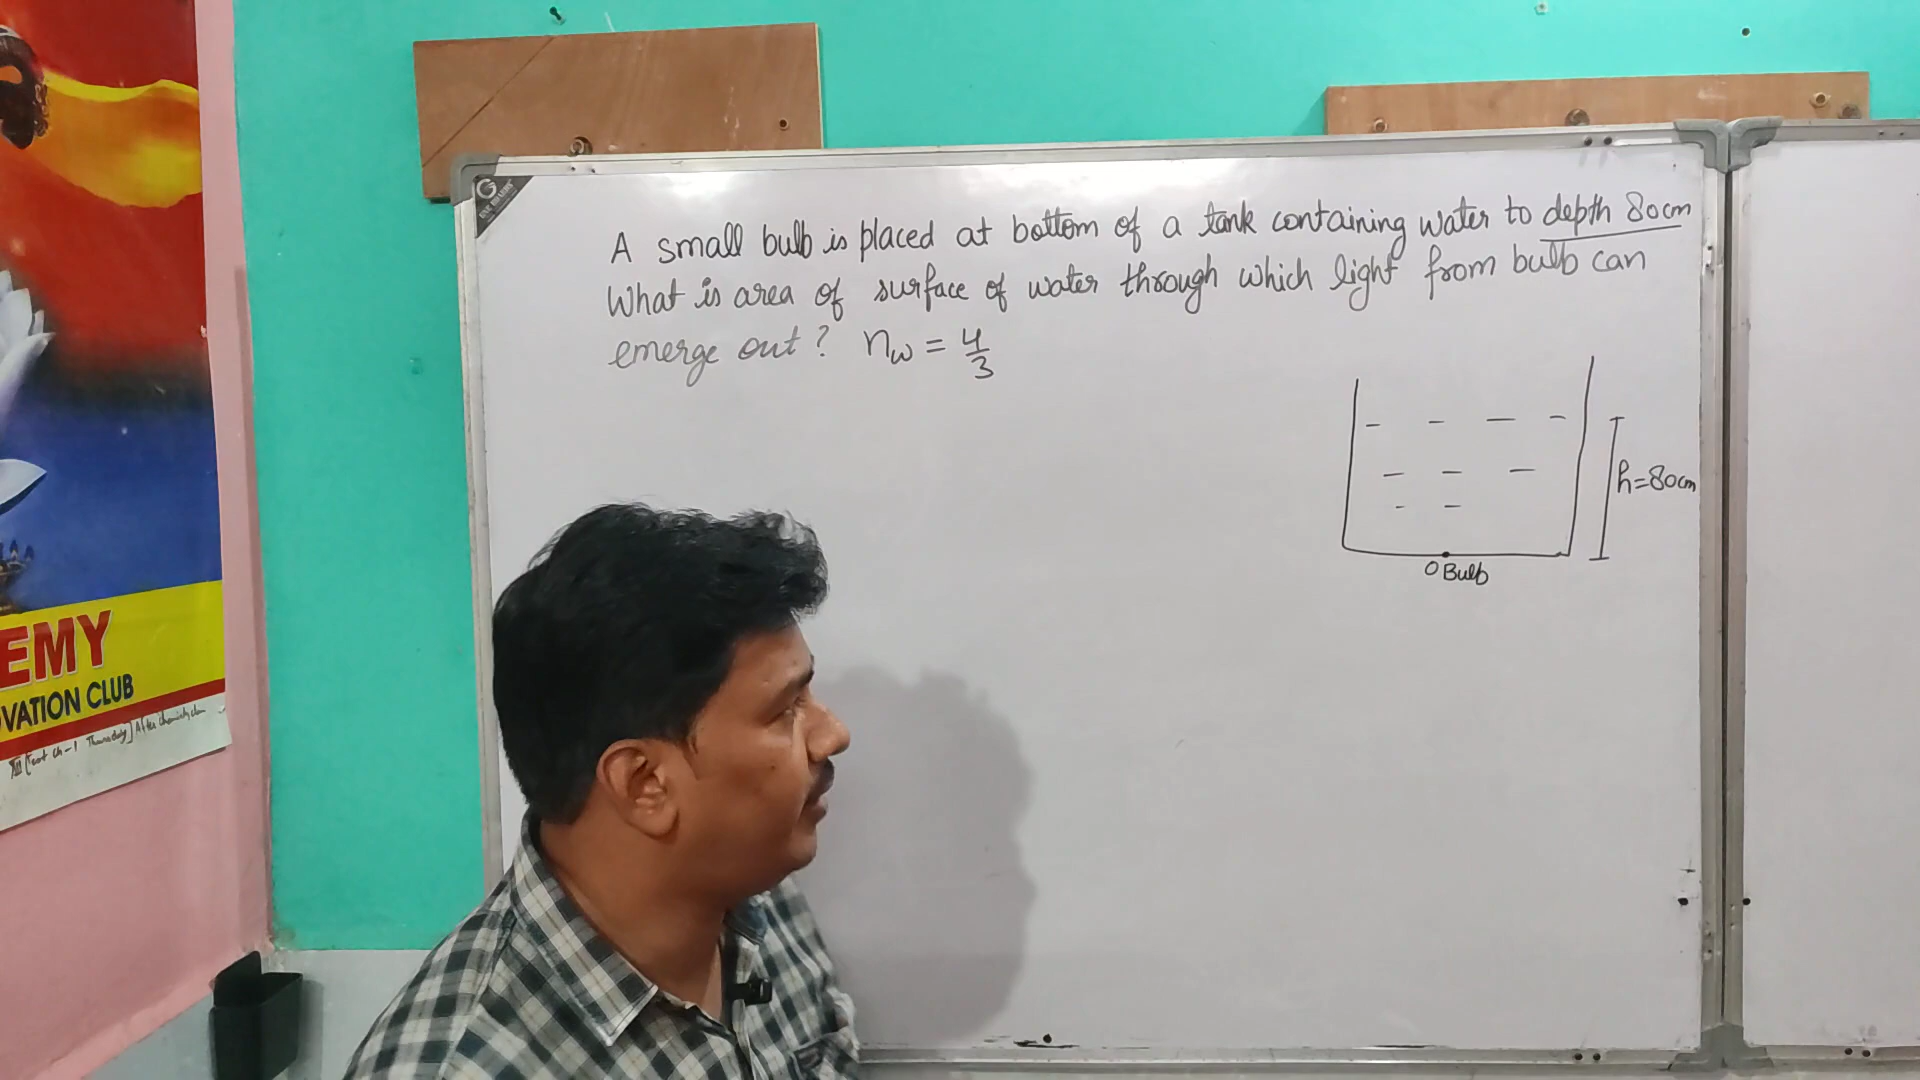 A small bulb is placed at bottom of a tank containing water to depth 80cm
What is area of surface of water through which light from bulb can
emerge out? nw = 4/3
h=80cm
O Bulb
EMY
VATION CLUB